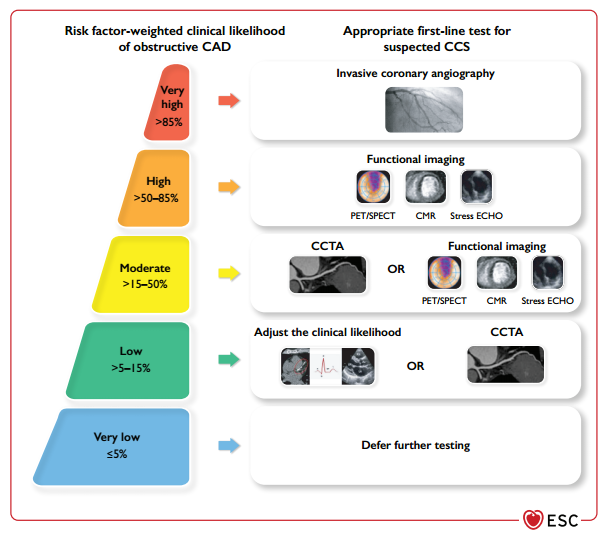 Risk factor-weighted clinical likelihood
of obstructive CAD
Appropriate first-line test for
suspected CCS
Very
high
>85%
Invasive coronary angiography
High
>50–85%
Functional imaging
PET/SPECT
CMR
Stress ECHO
Moderate
>15–50%
CCTA
OR
Functional imaging
PET/SPECT
CMR
Stress ECHO
Low
>5–15%
Adjust the clinical likelihood
OR
CCTA
Very low
≤5%
Defer further testing
ESC